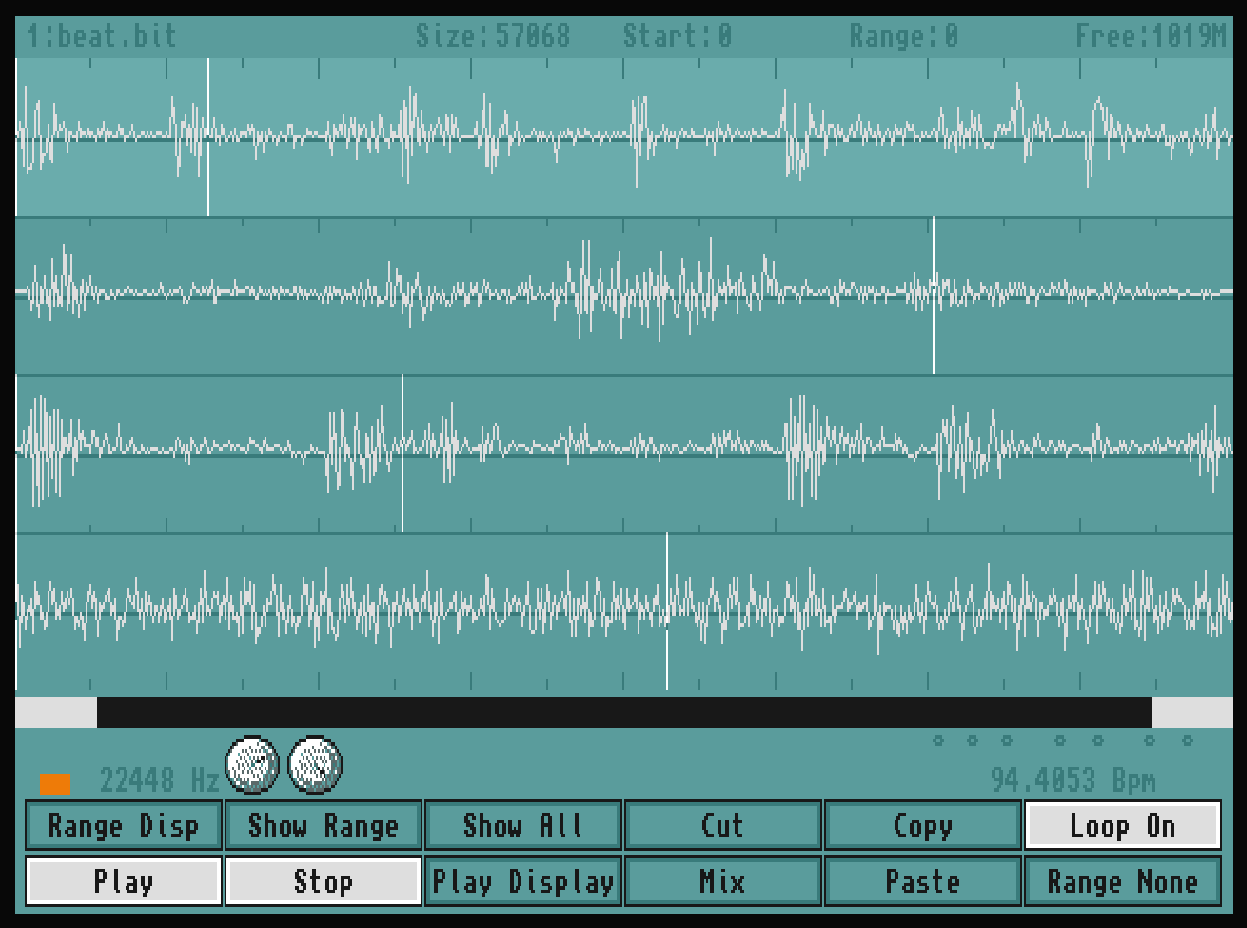 1:beat.bit Size:57068 Start:0 Range:0 Free:1019M
22448 Hz 94.4053 Bpm
Range Disp Show Range Show All Cut Copy Loop On
Play Stop Play Display Mix Paste Range None